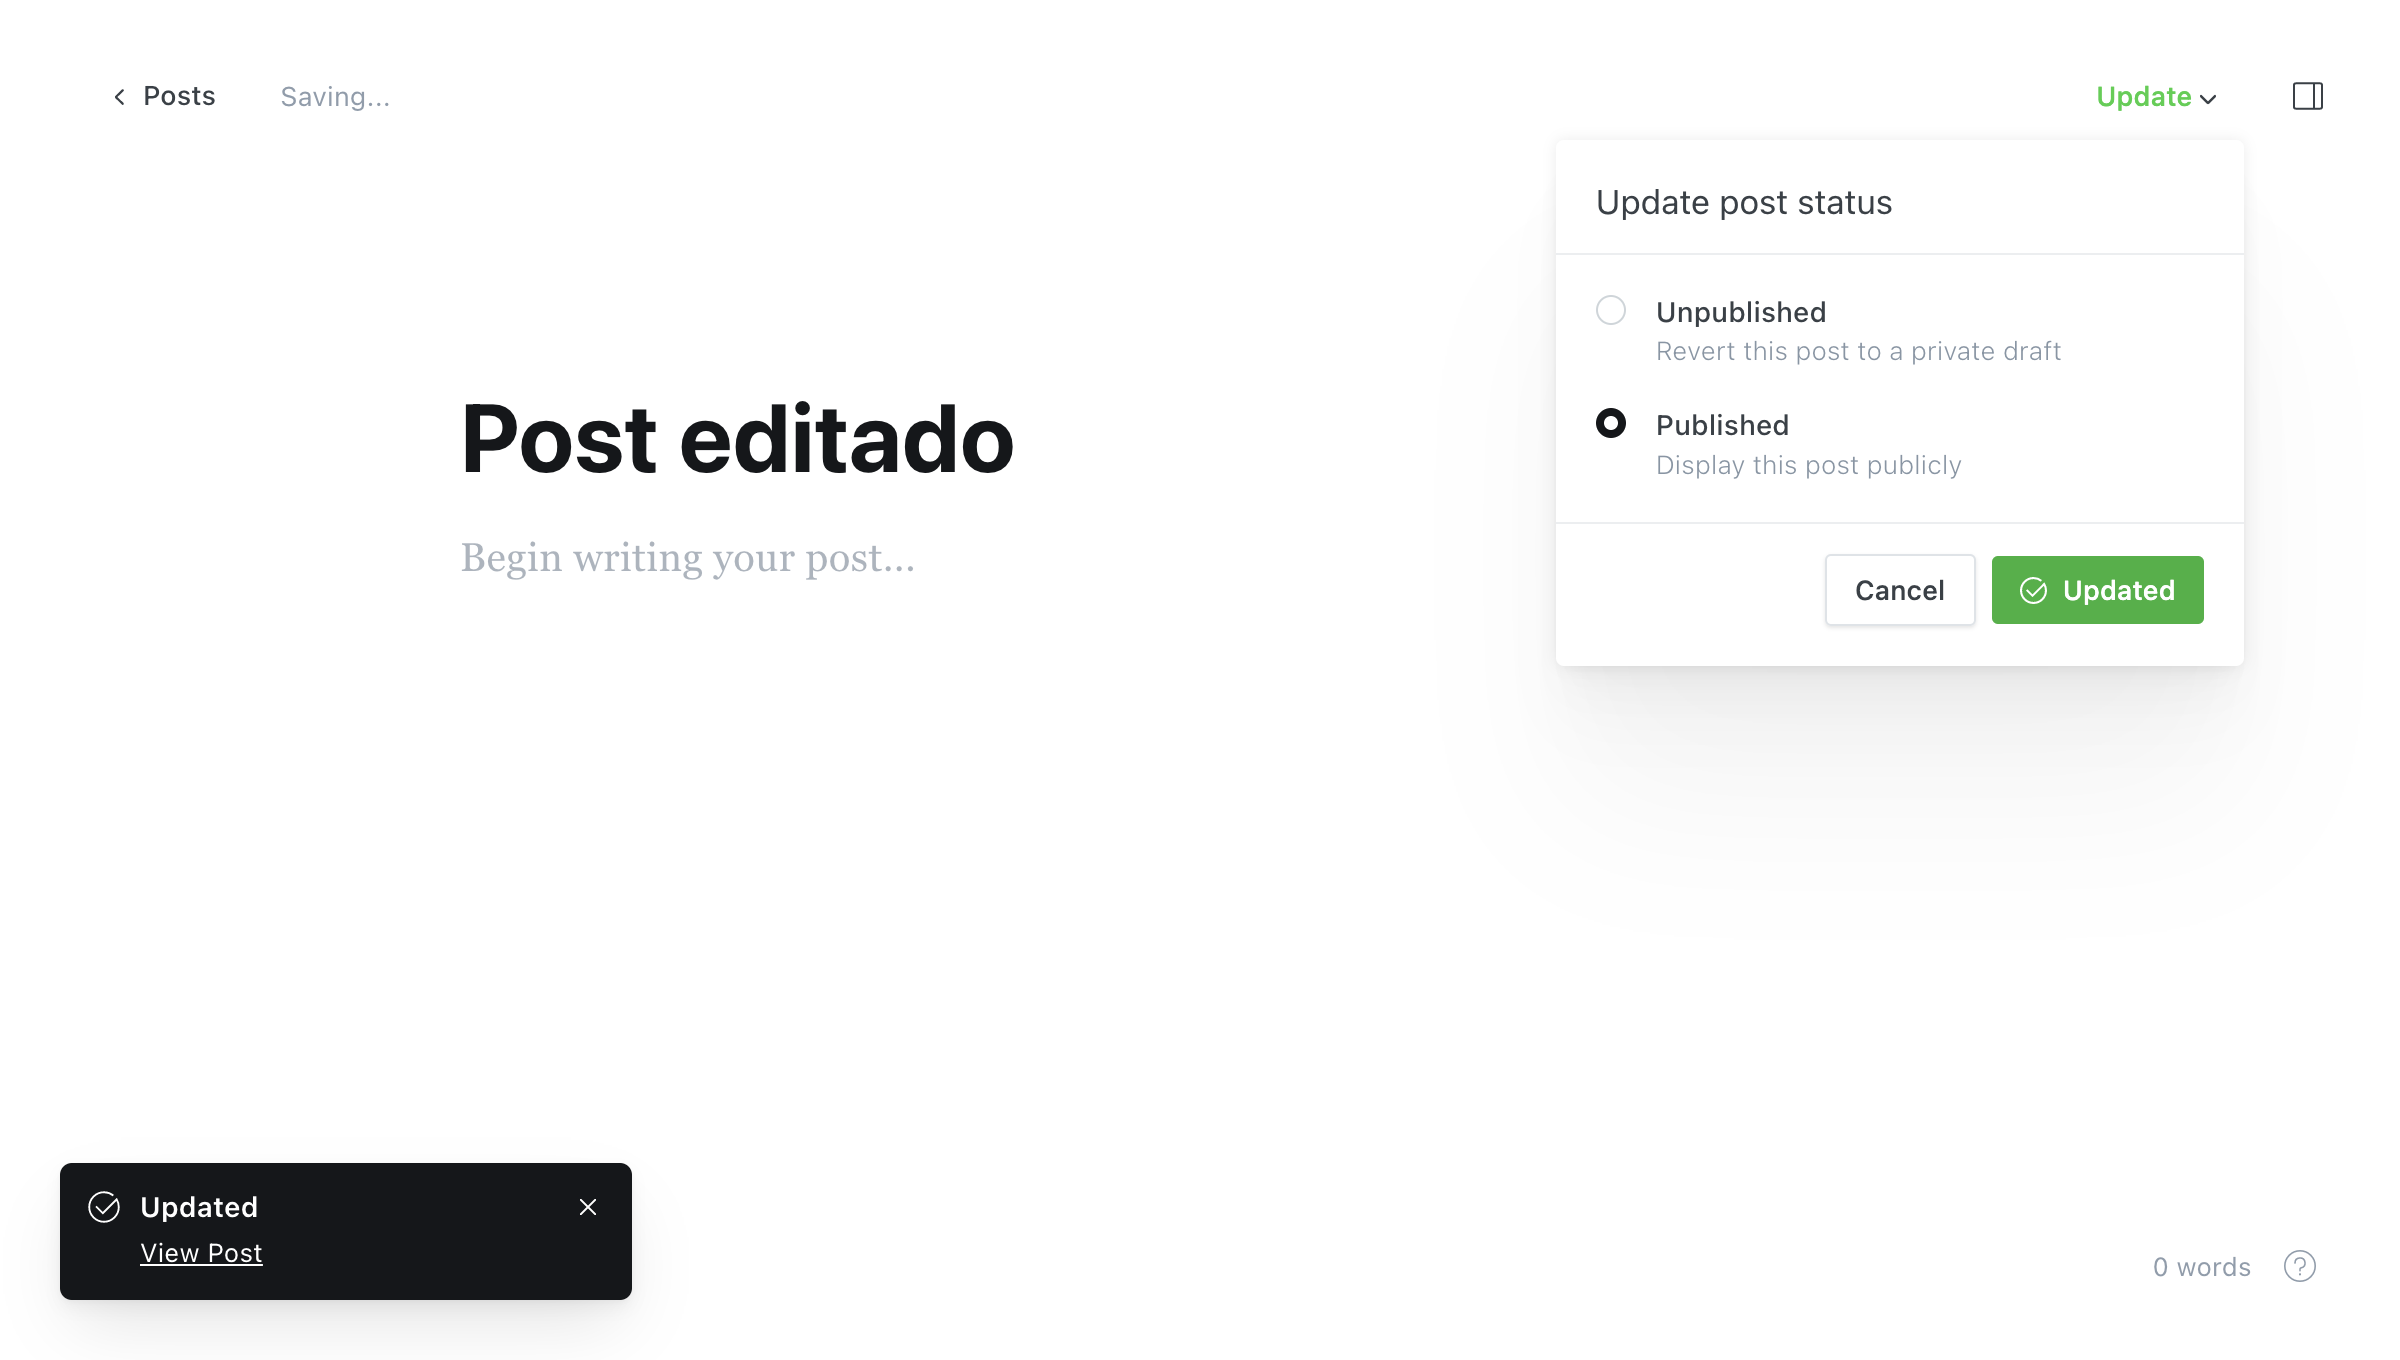 Posts
Saving...
Update
Update post status
Unpublished
Revert this post to a private draft
Published
Display this post publicly
Cancel
Updated
Post editado
Begin writing your post...
Updated
View Post
0 words
?